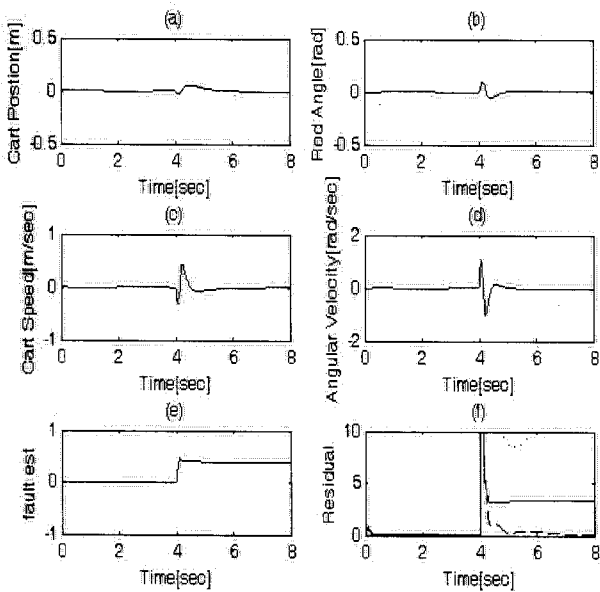 (a)
Cart Postion[m]
0.5
0
-0.5
0 2 4 6 8
Time[sec]
(b)
Rod Angle[rad]
0.5
0
-0.5
0 2 4 6 8
Time[sec]
(c)
Cart Speed[m/sec]
1
0
-1
0 2 4 6 8
Time[sec]
(d)
Angular Velocity[rad/sec]
2
0
-2
0 2 4 6 8
Time[sec]
(e)
fault est
1
0
-1
0 2 4 6 8
Time[sec]
(f)
Residual
10
5
0
0 2 4 6 8
Time[sec]